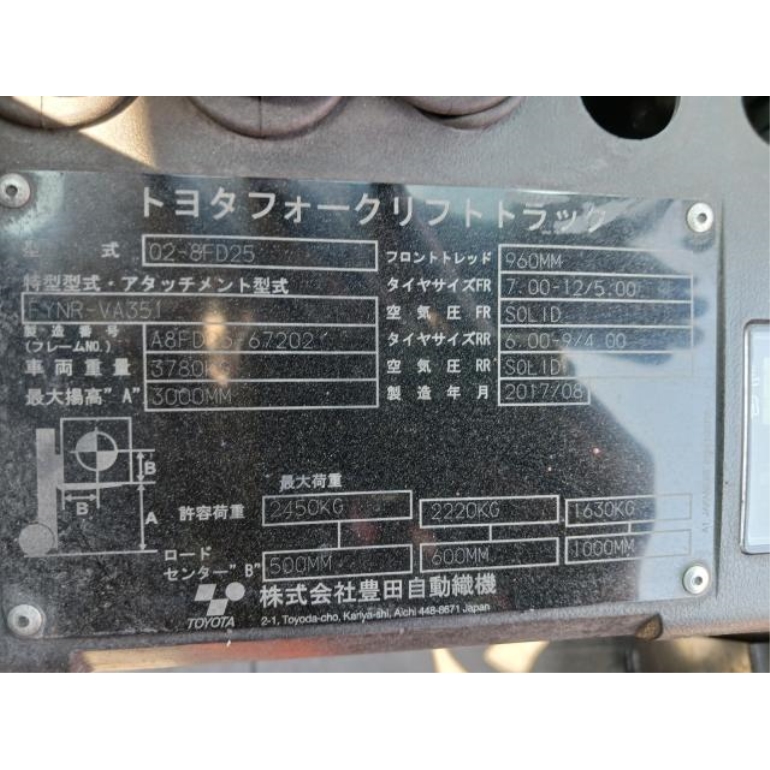 トヨタフォークリフトトラック
型式 02-8FD25 フロントトレッド 960MM
特型型式・アタッチメント型式 タイヤサイズFR 7.00-12/5.00
FYNR-VA351 空気圧FR SOLID
製造番号 (フレームNO.) A8FD25-67202 タイヤサイズRR 6.00-9/4.00
車両重量 3780KG 空気圧RR SOLID
最大揚高"A" 3000MM 製造年月 2017/08
最大荷重
B
B
A
許容荷重 2450KG 2220KG 1630KG
ロードセンター"B" 500MM 600MM 1000MM
TOYOTA 株式会社豊田自動織機
2-1, Toyoda-cho, Kariya-shi, Aichi 448-8671 Japan